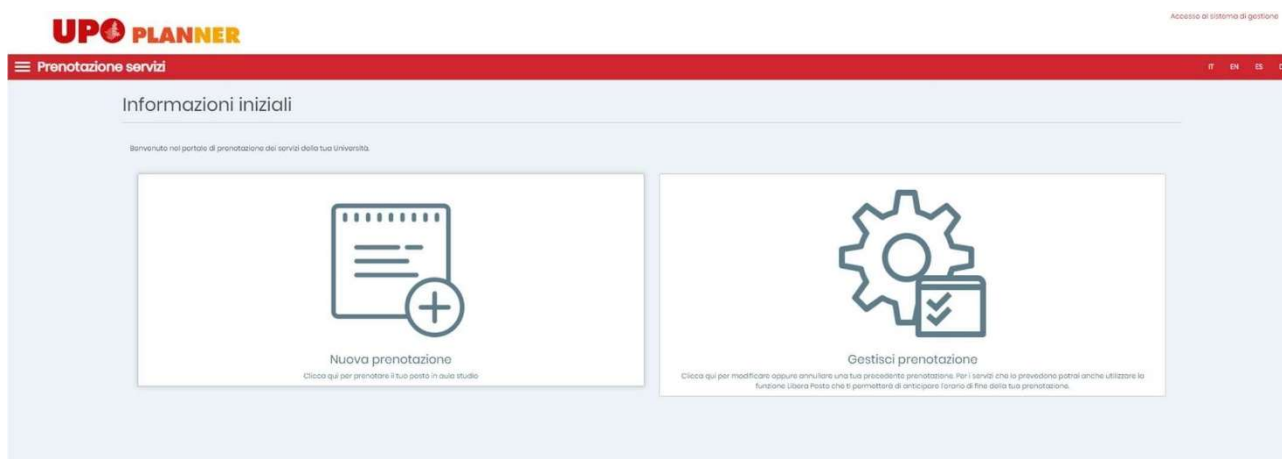 Accesso al sistema di gestione
UPO PLANNER
Prenotazione servizi
IT EN ES
Informazioni iniziali
Benvenuto nel portale di prenotazione dei servizi della tua Università.
Nuova prenotazione
Clicca qui per prenotare il tuo posto in aula studio
Gestisci prenotazione
Clicca qui per modificare oppure annullare una tua precedente prenotazione. Per i servizi che lo prevedono potrai anche utilizzare la
funzione Libera Posto che ti permetterà di anticipare l'orario di fine della tua prenotazione.